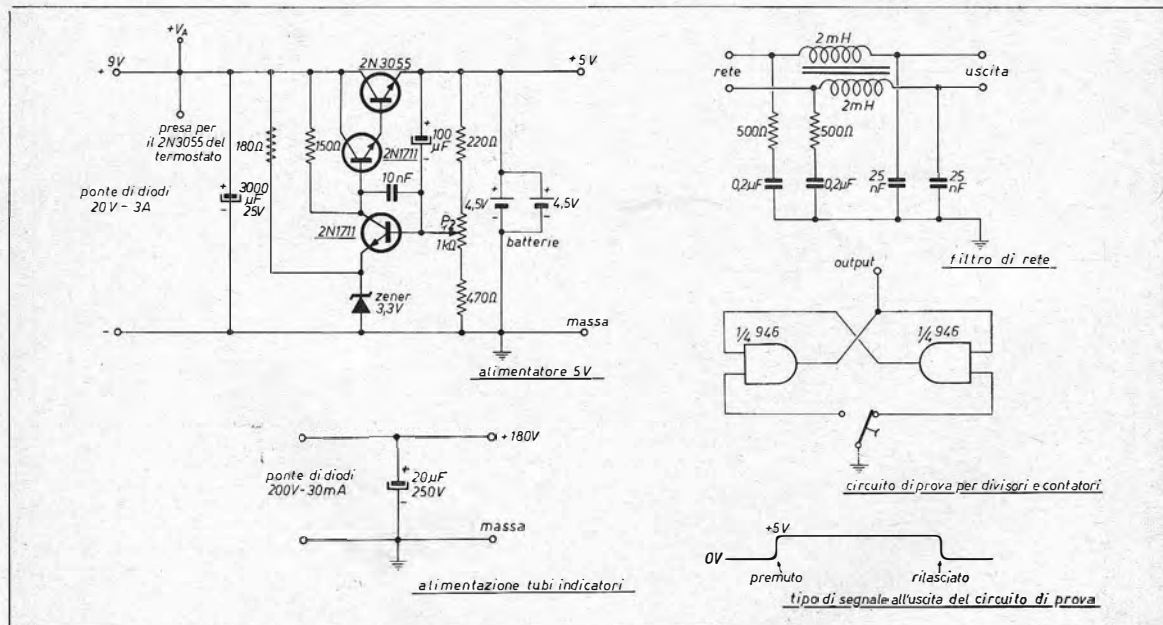 + 9V
+VA
presa per
il 2N3055 del
termostato
ponte di diodi
20V - 3A
+
3000
µF
25V
-
180Ω
150Ω
2N3055
2N1711
10 nF
2N1711
zener
3,3V
+
100
µF
-
220Ω
P2
1kΩ
470Ω
+
4,5V
-
+
4,5V
-
batterie
+5V
-
massa
alimentatore 5V
ponte di diodi
200V-30mA
+180V
+
20µF
250V
-
massa
alimentazione tubi indicatori
rete
2mH
2mH
uscita
500Ω
500Ω
0,2µF
0,2µF
25
nF
25
nF
filtro di rete
output
1/4 946
1/4 946
circuito di prova per divisori e contatori
0V
+5V
premuto
rilasciato
tipo di segnale all'uscita del circuito di prova